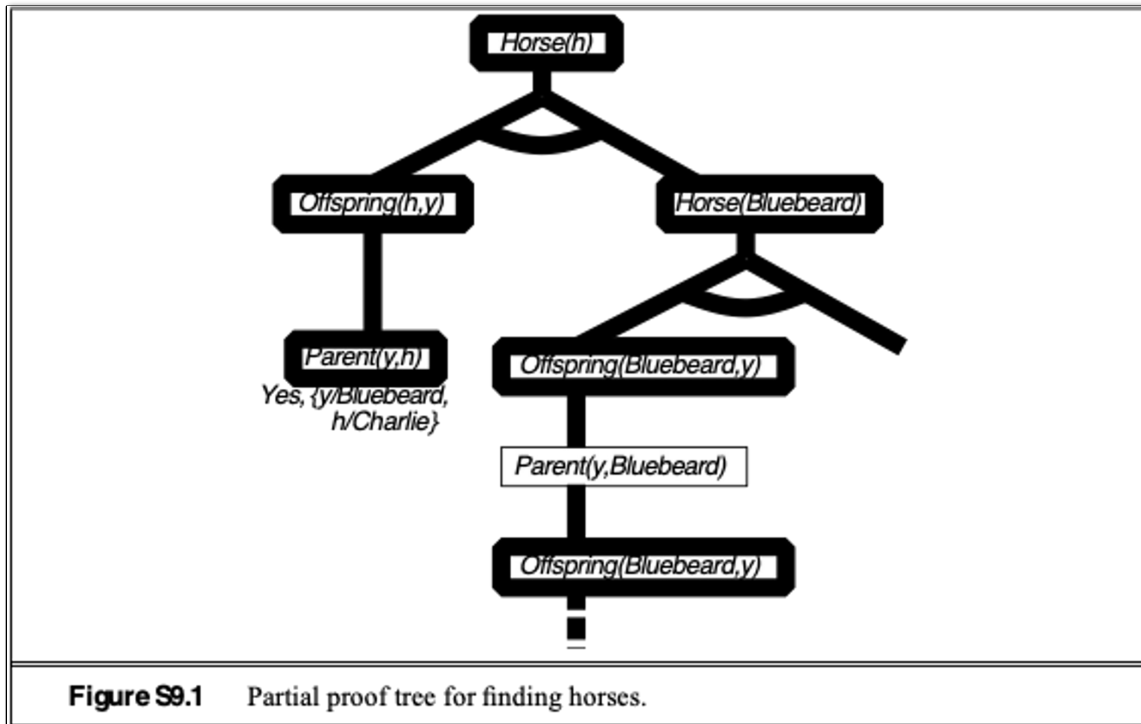 Horse(h)
Offspring(h,y)
Horse(Bluebeard)
Parent(y,h)
Yes, {y/Bluebeard,
h/Charlie}
Offspring(Bluebeard,y)
Parent(y,Bluebeard)
Offspring(Bluebeard,y)
Figure S9.1 Partial proof tree for finding horses.